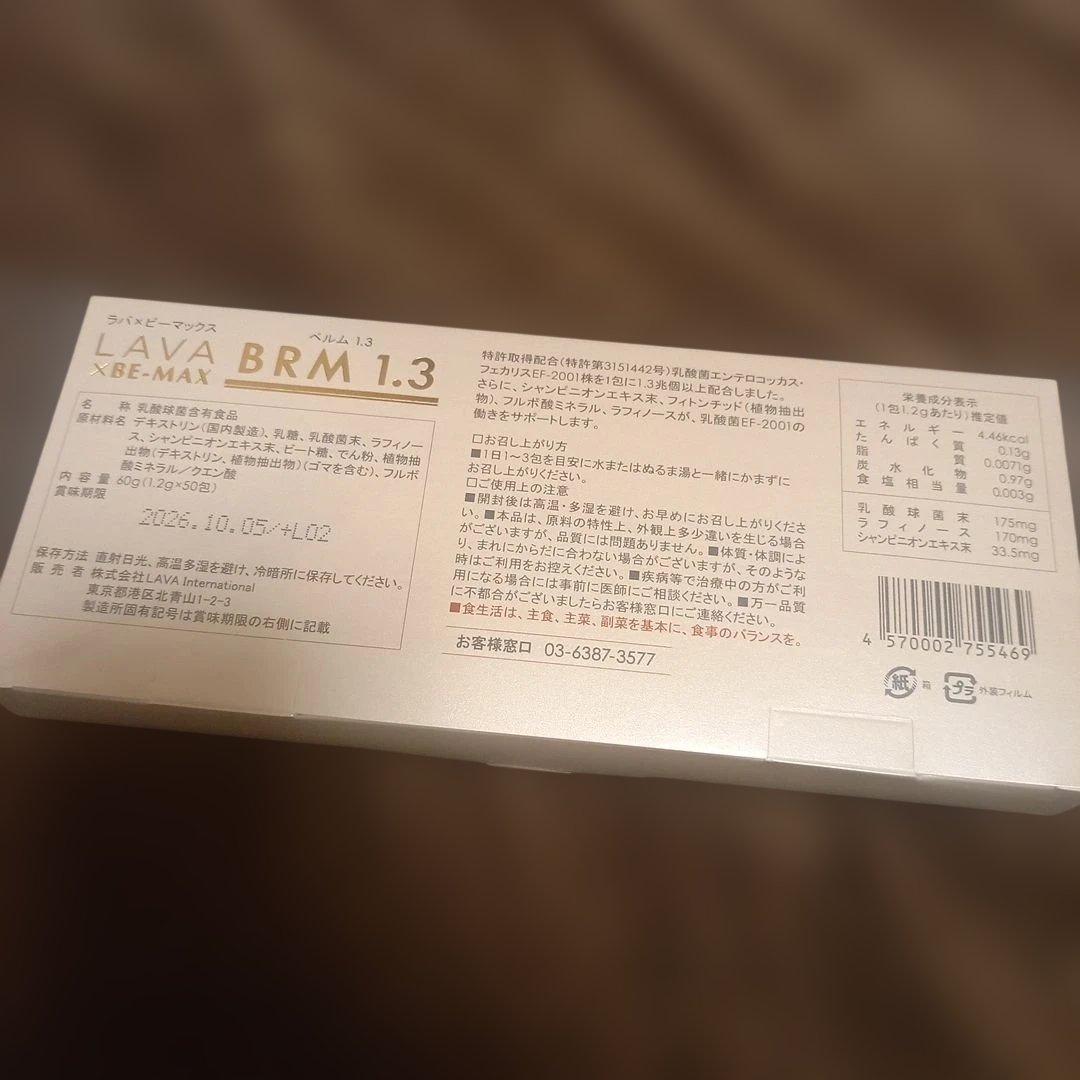 ラバ×ビーマックス
LAVA
×BE-MAX
ベルム 1.3
BRM 1.3
名称 乳酸球菌含有食品
原材料名 デキストリン(国内製造)、乳糖、乳酸菌末、ラフィノー
ス、シャンピニオンエキス末、ビート糖、でん粉、植物抽
出物(デキストリン、植物抽出物)(ゴマを含む)、フルボ
酸ミネラル/クエン酸
内容量 60g(1.2g×50包)
賞味期限
2026.10.05/+L02
保存方法 直射日光、高温多湿を避け、冷暗所に保存してください。
販売者 株式会社LAVA International
東京都港区北青山1-2-3
製造所固有記号は賞味期限の右側に記載
特許取得配合(特許第3151442号)乳酸菌エンテロコッカス・
フェカリスEF-2001株を1包に1.3兆個以上配合しました。
さらに、シャンピニオンエキス末、フィトンチッド(植物抽出
物)、フルボ酸ミネラル、ラフィノースが、乳酸菌EF-2001の
働きをサポートします。
□お召し上がり方
■1日1~3包を目安に水またはぬるま湯と一緒にかまずに
お召し上がりください。
□ご使用上の注意
■開封後は高温・多湿を避け、お早めにお召し上がりくださ
い。■本品は、原料の特性上、外観上多少違いを生じる場合
がございますが、品質には問題ありません。■体質・体調によ
り、まれにからだに合わない場合がございますが、そのような
時はご利用をお控えください。■疾病等で治療中の方がご利
用になる場合には事前に医師にご相談ください。■万一品質
に不都合がございましたらお客様窓口にご連絡ください。
■食生活は、主食、主菜、副菜を基本に、食事のバランスを。
お客様窓口 03-6387-3577
栄養成分表示
(1包1.2gあたり)推定値
エネルギー 4.46kcal
たんぱく質 0.13g
脂質 0.0071g
炭水化物 0.97g
食塩相当量 0.003g
乳酸球菌末 175mg
ラフィノース 170mg
シャンピニオンエキス末 33.5mg
4 570002 755469
紙 箱
プラ 外装フィルム